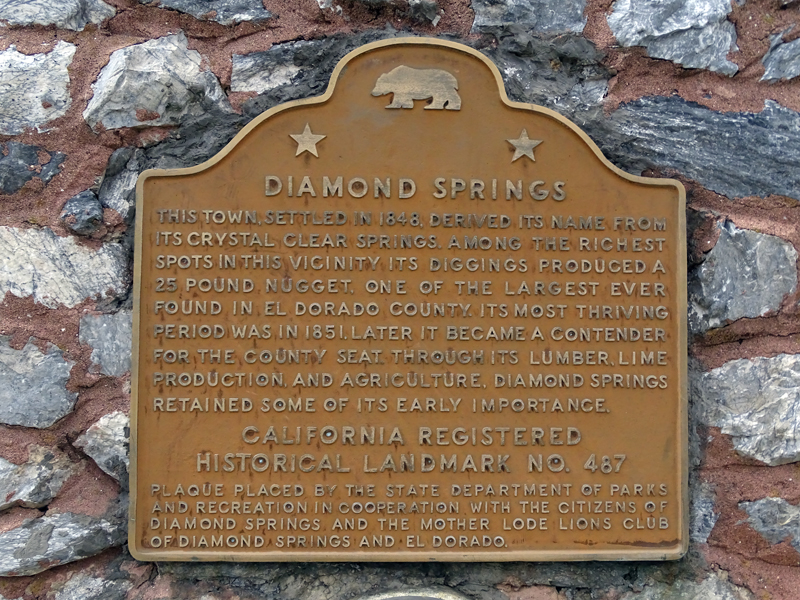 DIAMOND SPRINGS
THIS TOWN, SETTLED IN 1848, DERIVED ITS NAME FROM
ITS CRYSTAL CLEAR SPRINGS. AMONG THE RICHEST
SPOTS IN THIS VICINITY, ITS DIGGINGS PRODUCED A
25 POUND NUGGET, ONE OF THE LARGEST EVER
FOUND IN EL DORADO COUNTY. ITS MOST THRIVING
PERIOD WAS IN 1851. LATER IT BECAME A CONTENDER
FOR THE COUNTY SEAT. THROUGH ITS LUMBER, LIME
PRODUCTION, AND AGRICULTURE, DIAMOND SPRINGS
RETAINED SOME OF ITS EARLY IMPORTANCE.
CALIFORNIA REGISTERED
HISTORICAL LANDMARK NO. 487
PLAQUE PLACED BY THE STATE DEPARTMENT OF PARKS
AND RECREATION IN COOPERATION WITH THE CITIZENS OF
DIAMOND SPRINGS AND THE MOTHER LODE LIONS CLUB
OF DIAMOND SPRINGS AND EL DORADO.